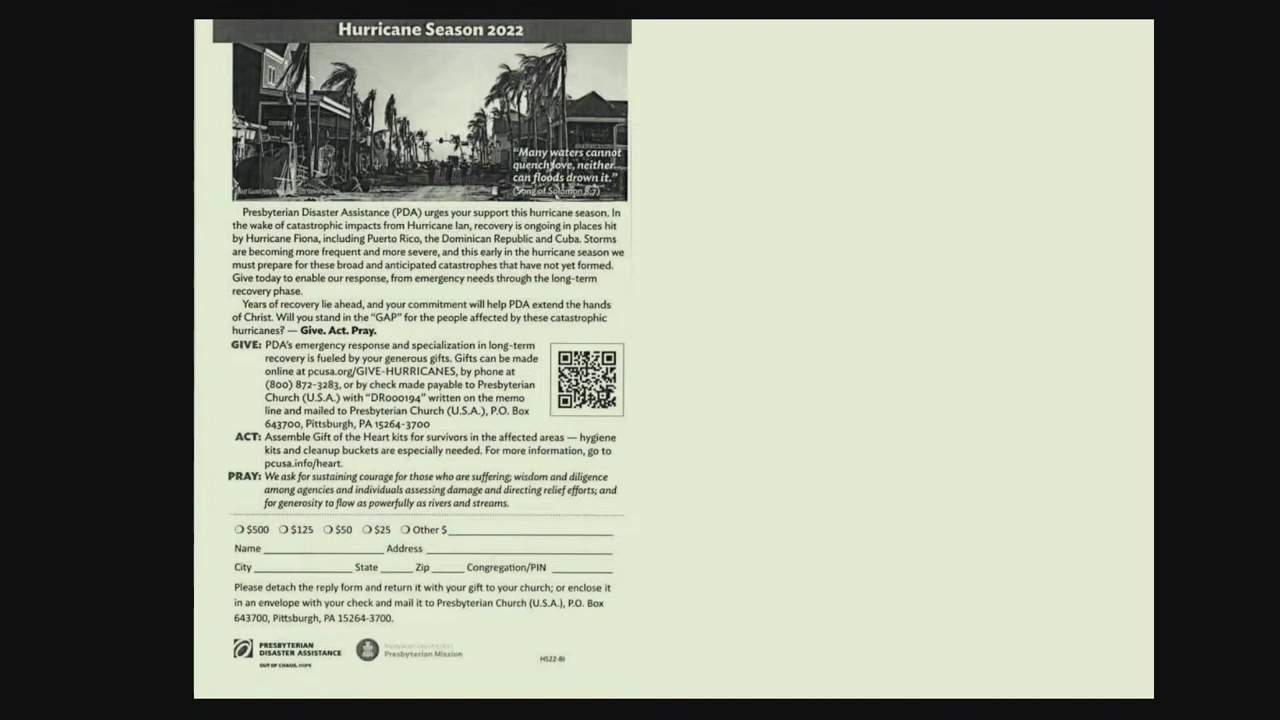 Hurricane Season 2022
"Many waters cannot
quench love, neither
can floods drown it."
(Song of Solomon 8:7)
Presbyterian Disaster Assistance (PDA) urges your support this hurricane season. In
the wake of catastrophic impacts from Hurricane Ian, recovery is ongoing in places hit
by Hurricane Fiona, including Puerto Rico, the Dominican Republic and Cuba. Storms
are becoming more frequent and more severe, and this early in the hurricane season we
must prepare for these broad and anticipated catastrophes that have not yet formed.
Give today to enable our response, from emergency needs through the long-term
recovery phase.
Years of recovery lie ahead, and your commitment will help PDA extend the hands
of Christ. Will you stand in the "GAP" for the people affected by these catastrophic
hurricanes? — Give. Act. Pray.
GIVE: PDA's emergency response and specialization in long-term
recovery is fueled by your generous gifts. Gifts can be made
online at pcusa.org/GIVE-HURRICANES, by phone at
(800) 872-3283, or by check made payable to Presbyterian
Church (U.S.A.) with "DR000194" written on the memo
line and mailed to Presbyterian Church (U.S.A.), P.O. Box
643700, Pittsburgh, PA 15264-3700
ACT: Assemble Gift of the Heart kits for survivors in the affected areas — hygiene
kits and cleanup buckets are especially needed. For more information, go to
pcusa.info/heart.
PRAY: We ask for sustaining courage for those who are suffering; wisdom and diligence
among agencies and individuals assessing damage and directing relief efforts; and
for generosity to flow as powerfully as rivers and streams.
$500 $125 $50 $25 Other $
Name Address
City State Zip Congregation/PIN
Please detach the reply form and return it with your gift to your church; or enclose it
in an envelope with your check and mail it to Presbyterian Church (U.S.A.), P.O. Box
643700, Pittsburgh, PA 15264-3700.
PRESBYTERIAN
DISASTER ASSISTANCE
OUT OF CHAOS, HOPE
Presbyterian Mission
HS22-BI